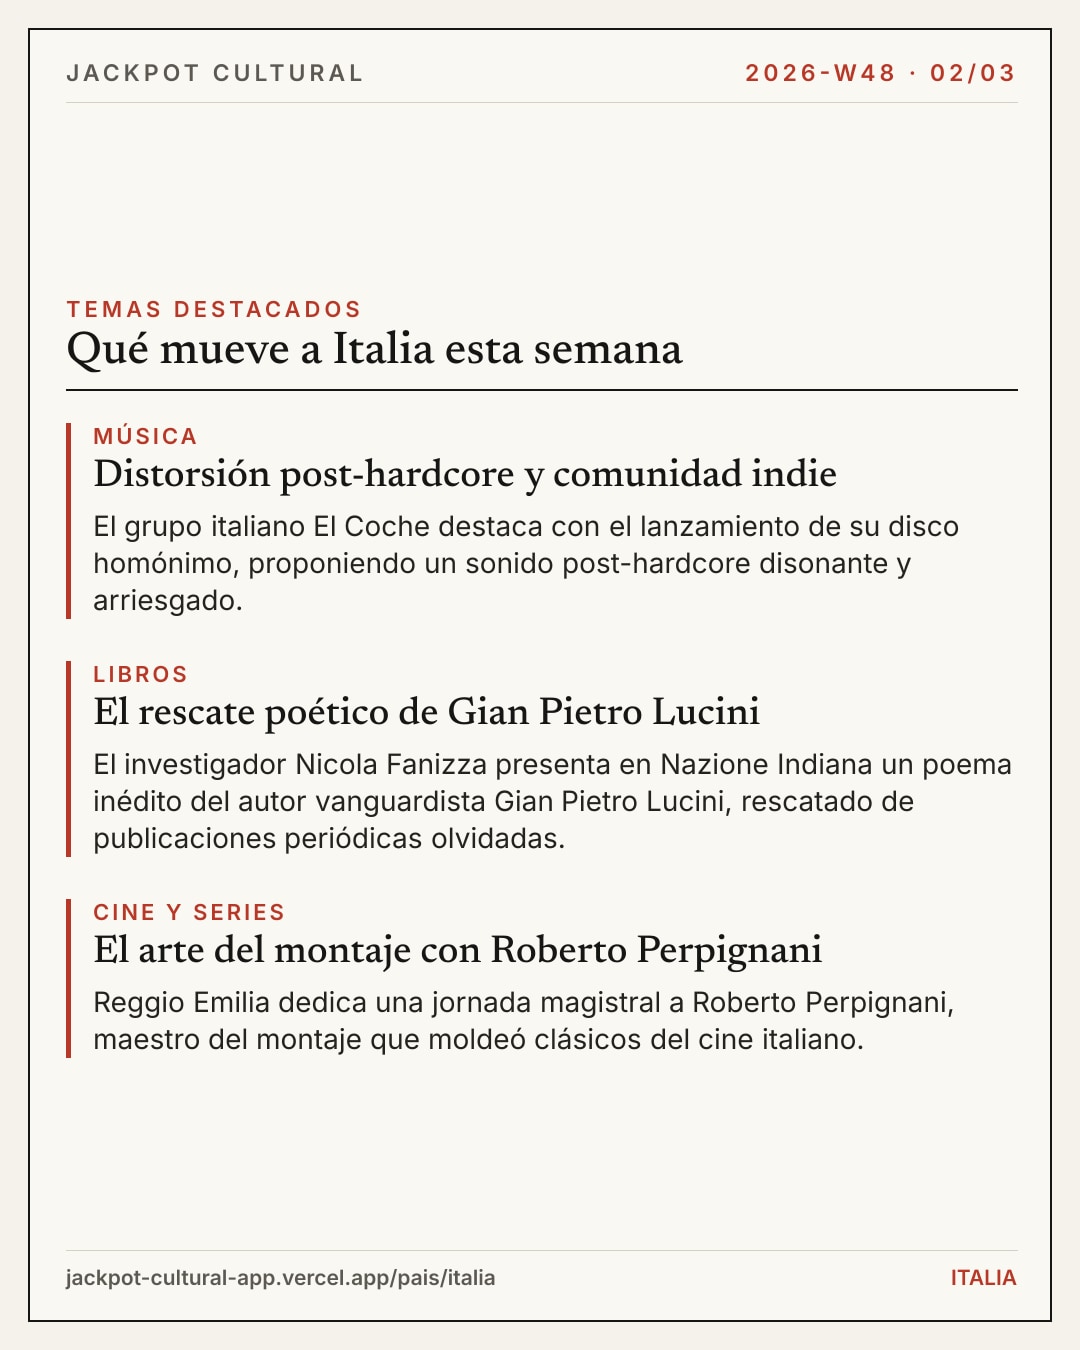 JACKPOT CULTURAL
2026-W48 · 02/03
TEMAS DESTACADOS
Qué mueve a Italia esta semana
MÚSICA
Distorsión post-hardcore y comunidad indie
El grupo italiano El Coche destaca con el lanzamiento de su disco
homónimo, proponiendo un sonido post-hardcore disonante y
arriesgado.
LIBROS
El rescate poético de Gian Pietro Lucini
El investigador Nicola Fanizza presenta en Nazione Indiana un poema
inédito del autor vanguardista Gian Pietro Lucini, rescatado de
publicaciones periódicas olvidadas.
CINE Y SERIES
El arte del montaje con Roberto Perpignani
Reggio Emilia dedica una jornada magistral a Roberto Perpignani,
maestro del montaje que moldeó clásicos del cine italiano.
jackpot-cultural-app.vercel.app/pais/italia
ITALIA